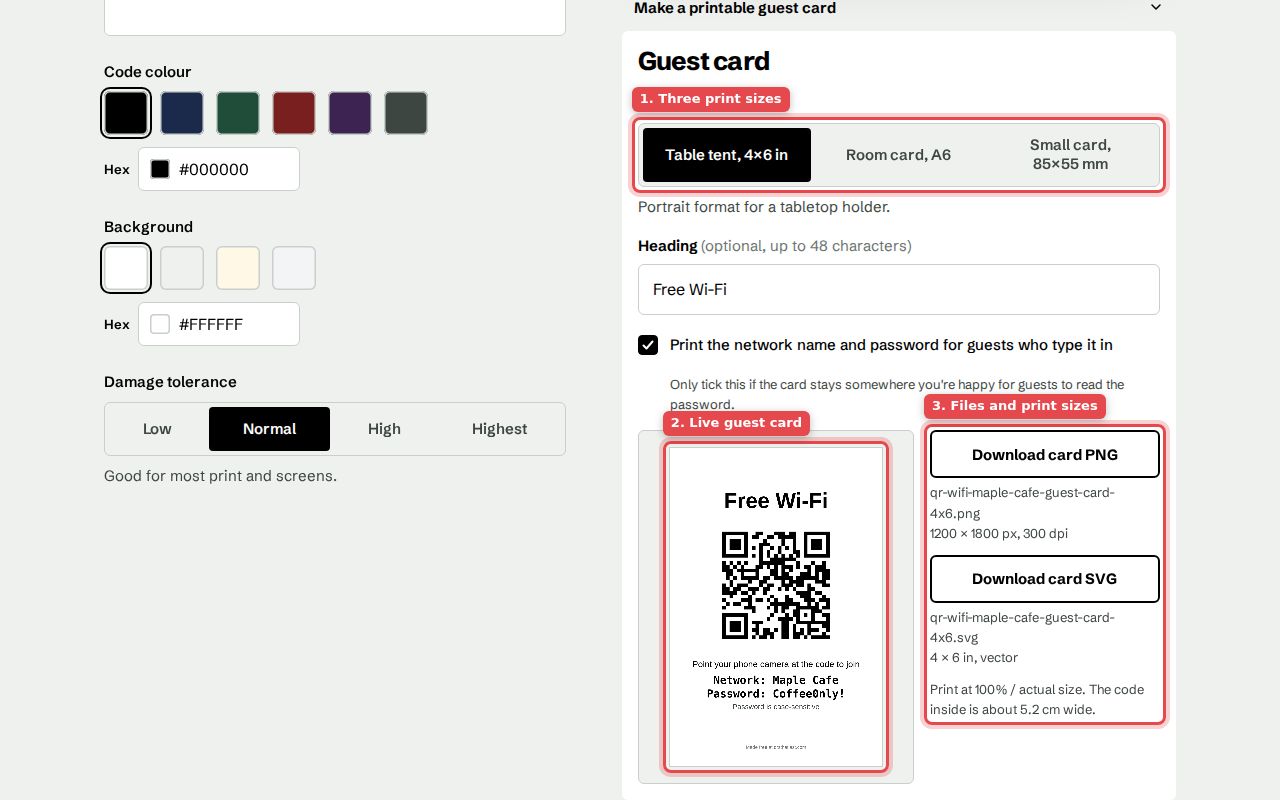 Make a printable guest card
Code colour
Hex
#000000
Background
Hex
#FFFFFF
Damage tolerance
Low
Normal
High
Highest
Good for most print and screens.
Guest card
1. Three print sizes
Table tent, 4×6 in
Room card, A6
Small card,
85×55 mm
Portrait format for a tabletop holder.
Heading (optional, up to 48 characters)
Free Wi-Fi
Print the network name and password for guests who type it in
Only tick this if the card stays somewhere you're happy for guests to read the
password.
2. Live guest card
Free Wi-Fi
Point your phone camera at the code to join
Network: Maple Cafe
Password: Coffee0nly!
Password is case-sensitive
3. Files and print sizes
Download card PNG
qr-wifi-maple-cafe-guest-card-
4x6.png
1200 × 1800 px, 300 dpi
Download card SVG
qr-wifi-maple-cafe-guest-card-
4x6.svg
4 × 6 in, vector
Print at 100% / actual size. The code
inside is about 5.2 cm wide.